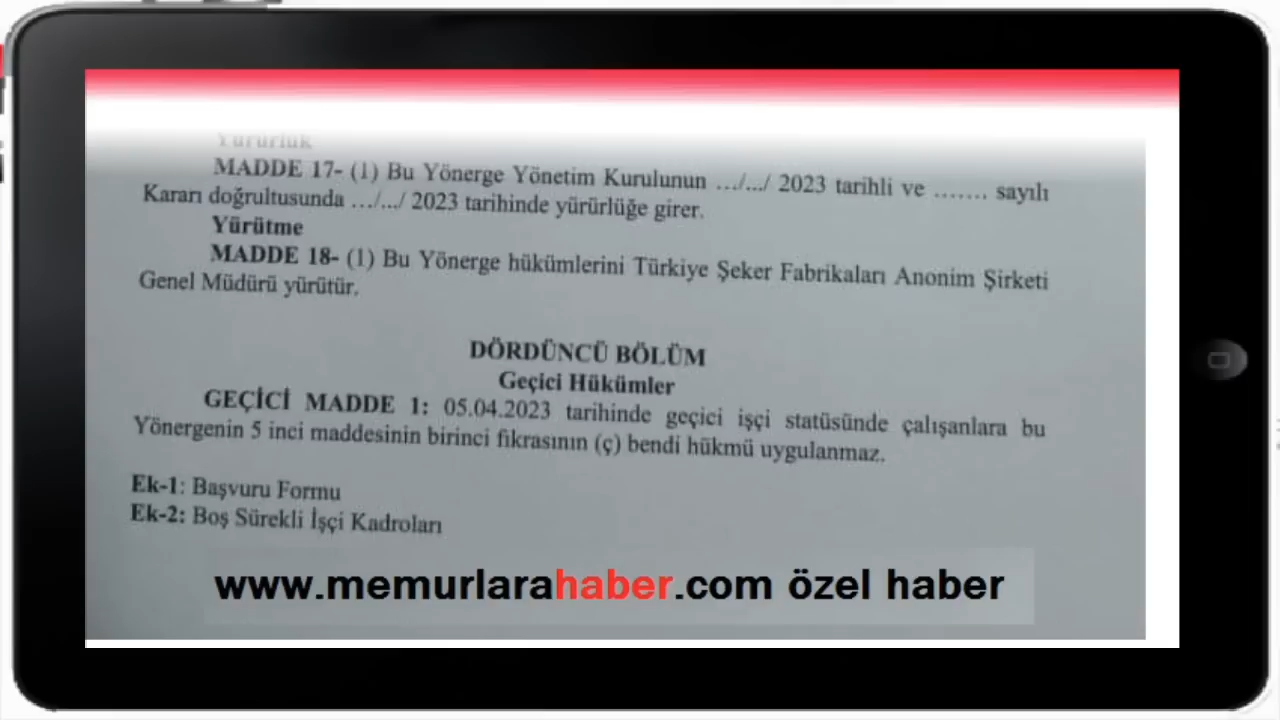 Yürürlük
MADDE 17- (1) Bu Yönerge Yönetim Kurulunun .../.../ 2023 tarihli ve ....... sayılı
Kararı doğrultusunda .../.../ 2023 tarihinde yürürlüğe girer.
Yürütme
MADDE 18- (1) Bu Yönerge hükümlerini Türkiye Şeker Fabrikaları Anonim Şirketi
Genel Müdürü yürütür.
DÖRDÜNCÜ BÖLÜM
Geçici Hükümler
GEÇİCİ MADDE 1: 05.04.2023 tarihinde geçici işçi statüsünde çalışanlara bu
Yönergenin 5 inci maddesinin birinci fıkrasının (ç) bendi hükmü uygulanmaz.
Ek-1: Başvuru Formu
Ek-2: Boş Sürekli İşçi Kadroları
www.memurlarahaber.com özel haber